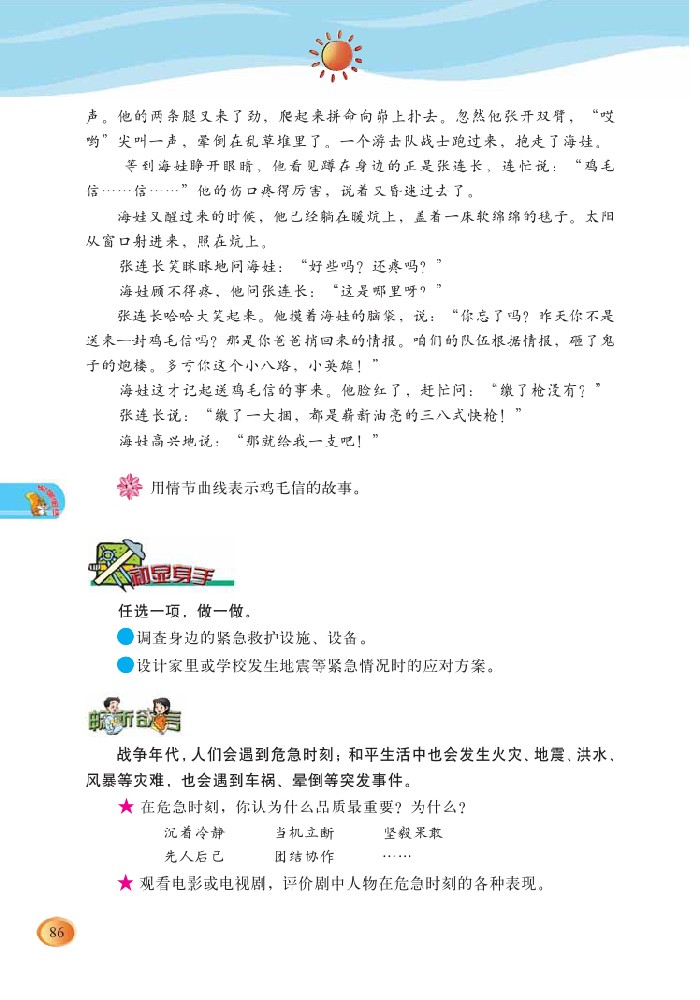 声。他的两条腿又来了劲，爬起来拼命向峁上扑去。忽然他张开双臂，“哎
哟”尖叫一声，晕倒在乱草堆里了。一个游击队战士跑过来，抱走了海娃。
等到海娃睁开眼睛，他看见蹲在身边的正是张连长，连忙说：“鸡毛
信……信……”他的伤口疼得厉害，说着又昏迷过去了。
海娃又醒过来的时候，他已经躺在暖炕上，盖着一床软绵绵的毯子。太阳
从窗口射进来，照在炕上。
张连长笑眯眯地问海娃：“好些吗？还疼吗？”
海娃顾不得疼，他问张连长：“这是哪里呀？”
张连长哈哈大笑起来。他摸着海娃的脑袋，说：“你忘了吗？昨天你不是
送来一封鸡毛信吗？那是你爸爸捎回来的情报。咱们的队伍根据情报，砸了鬼
子的炮楼。多亏你这个小八路，小英雄！”
海娃这才记起送鸡毛信的事来。他脸红了，赶忙问：“缴了枪没有？”
张连长说：“缴了一大捆，都是崭新油亮的三八式快枪！”
海娃高兴地说：“那就给我一支吧！”
用情节曲线表示鸡毛信的故事。
初显身手
任选一项，做一做。
调查身边的紧急救护设施、设备。
设计家里或学校发生地震等紧急情况时的应对方案。
畅所欲言
战争年代，人们会遇到危急时刻；和平生活中也会发生火灾、地震、洪水、
风暴等灾难，也会遇到车祸、晕倒等突发事件。
★ 在危急时刻，你认为什么品质最重要？为什么？
沉着冷静 当机立断 坚毅果敢
先人后己 团结协作 ……
★ 观看电影或电视剧，评价剧中人物在危急时刻的各种表现。
86